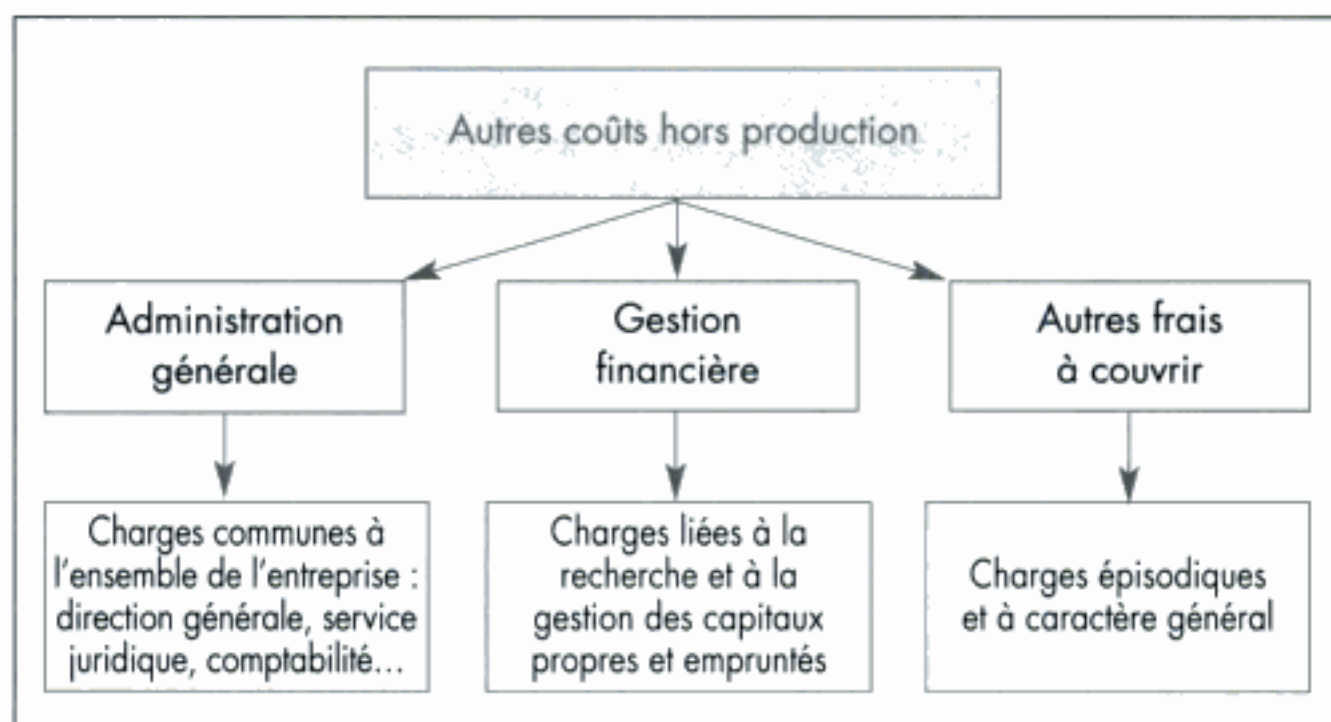 Autres coûts hors production
Administration
générale
Gestion
financière
Autres frais
à couvrir
Charges communes à
l'ensemble de l'entreprise :
direction générale, service
juridique, comptabilité...
Charges liées à la
recherche et à la
gestion des capitaux
propres et empruntés
Charges épisodiques
et à caractère général